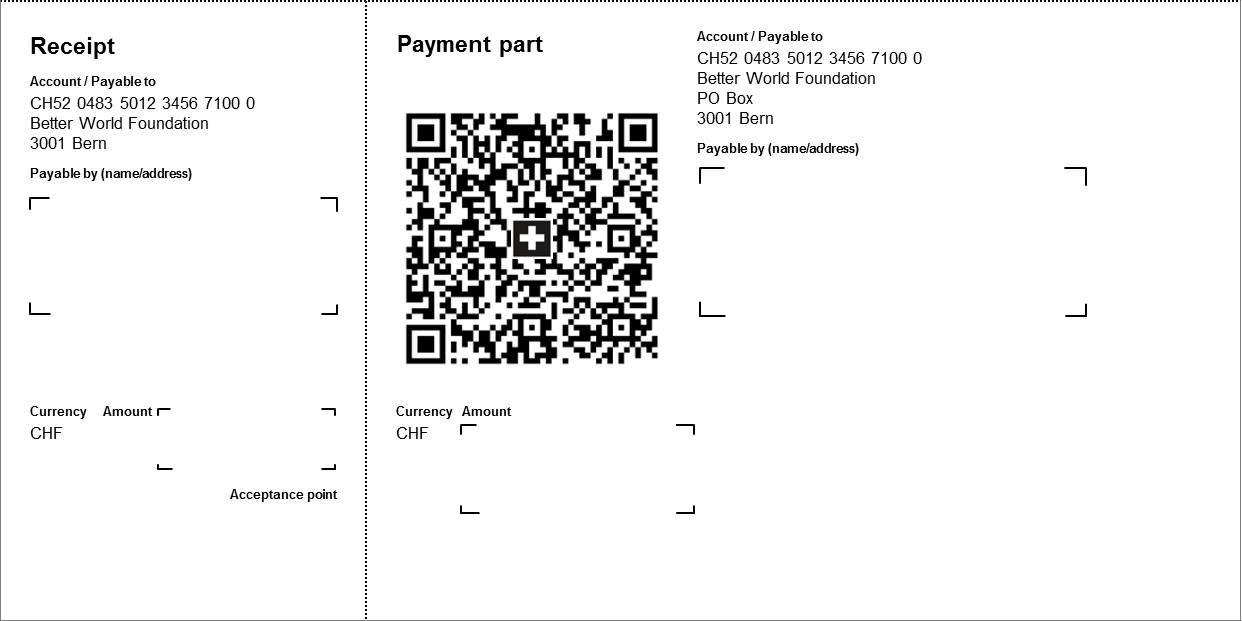 Receipt
Account / Payable to
CH52 0483 5012 3456 7100 0
Better World Foundation
3001 Bern
Payable by (name/address)
Currency Amount
CHF
Acceptance point
Payment part
Currency Amount
CHF
Account / Payable to
CH52 0483 5012 3456 7100 0
Better World Foundation
PO Box
3001 Bern
Payable by (name/address)